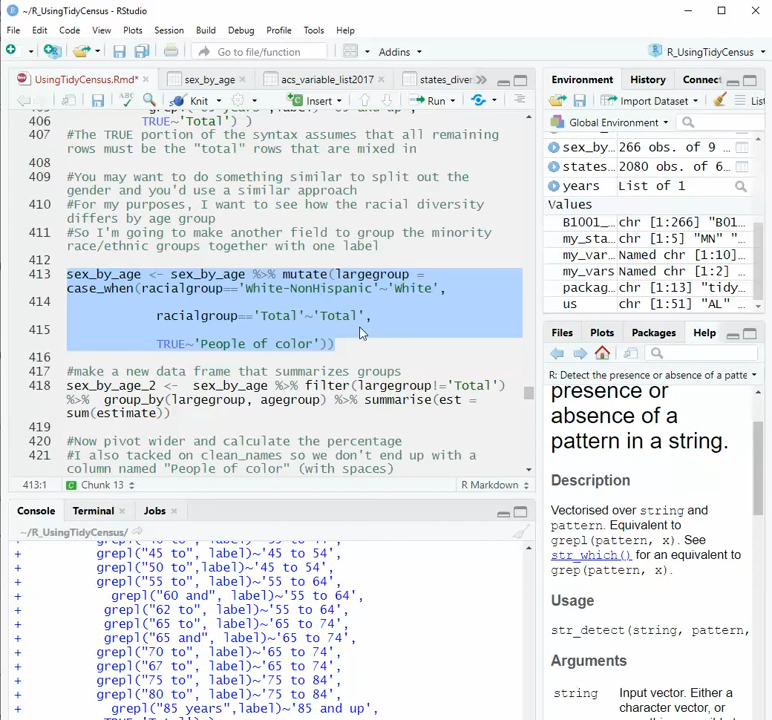 ~/R_UsingTidyCensus - RStudio
File Edit Code View Plots Session Build Debug Profile Tools Help
Go to file/function
Addins
R_UsingTidyCensus
UsingTidyCensus.Rmd*
sex_by_age
acs_variable_list2017
states_diver
Knit
Insert
Run
406 TRUE~'Total') )
407 #The TRUE portion of the syntax assumes that all remaining
rows must be the "total" rows that are mixed in
408
409 #You may want to do something similar to split out the
gender and you'd use a similar approach
410 #For my purposes, I want to see how the racial diversity
differs by age group
411 #So I'm going to make another field to group the minority
race/ethnic groups together with one label
412
413 sex_by_age <- sex_by_age %>% mutate(largegroup =
case_when(racialgroup=='White-NonHispanic'~'White',
414
racialgroup=='Total'~'Total',
415
TRUE~'People of color'))
416
417 #make a new data frame that summarizes groups
418 sex_by_age_2 <- sex_by_age %>% filter(largegroup!='Total')
%>% group_by(largegroup, agegroup) %>% summarise(est =
sum(estimate))
419
420 #Now pivot wider and calculate the percentage
421 #I also tacked on clean_names so we don't end up with a
column named "People of color" (with spaces)
413:1 Chunk 13 R Markdown
Console Terminal Jobs
~/R_UsingTidyCensus/
+ grepl("45 to", label)~'45 to 54',
+ grepl("50 to",label)~'45 to 54',
+ grepl("55 to", label)~'55 to 64',
+ grepl("60 and", label)~'55 to 64',
+ grepl("62 to", label)~'55 to 64',
+ grepl("65 to", label)~'65 to 74',
+ grepl("65 and", label)~'65 to 74',
+ grepl("70 to", label)~'65 to 74',
+ grepl("67 to", label)~'65 to 74',
+ grepl("75 to", label)~'75 to 84',
+ grepl("80 to", label)~'75 to 84',
+ grepl("85 years",label)~'85 and up',
TRUE~'Total') )
Environment History Connect
Import Dataset List
Global Environment
sex_by… 266 obs. of 9
states… 2080 obs. of 6…
years List of 1
Values
B1001_… chr [1:266] "B01…
my_sta… chr [1:5] "MN" "…
my_var… Named chr [1:10]…
my_vars Named chr [1:2] …
packag… chr [1:13] "tidy…
us chr [1:51] "AL" …
Files Plots Packages Help
R: Detect the presence or absence of a patte
presence or
absence of a
pattern in a string.
Description
Vectorised over string and
pattern. Equivalent to
grepl(pattern, x). See
str_which() for an equivalent to
grep(pattern, x).
Usage
str_detect(string, pattern,
Arguments
string Input vector. Either a
character vector, or